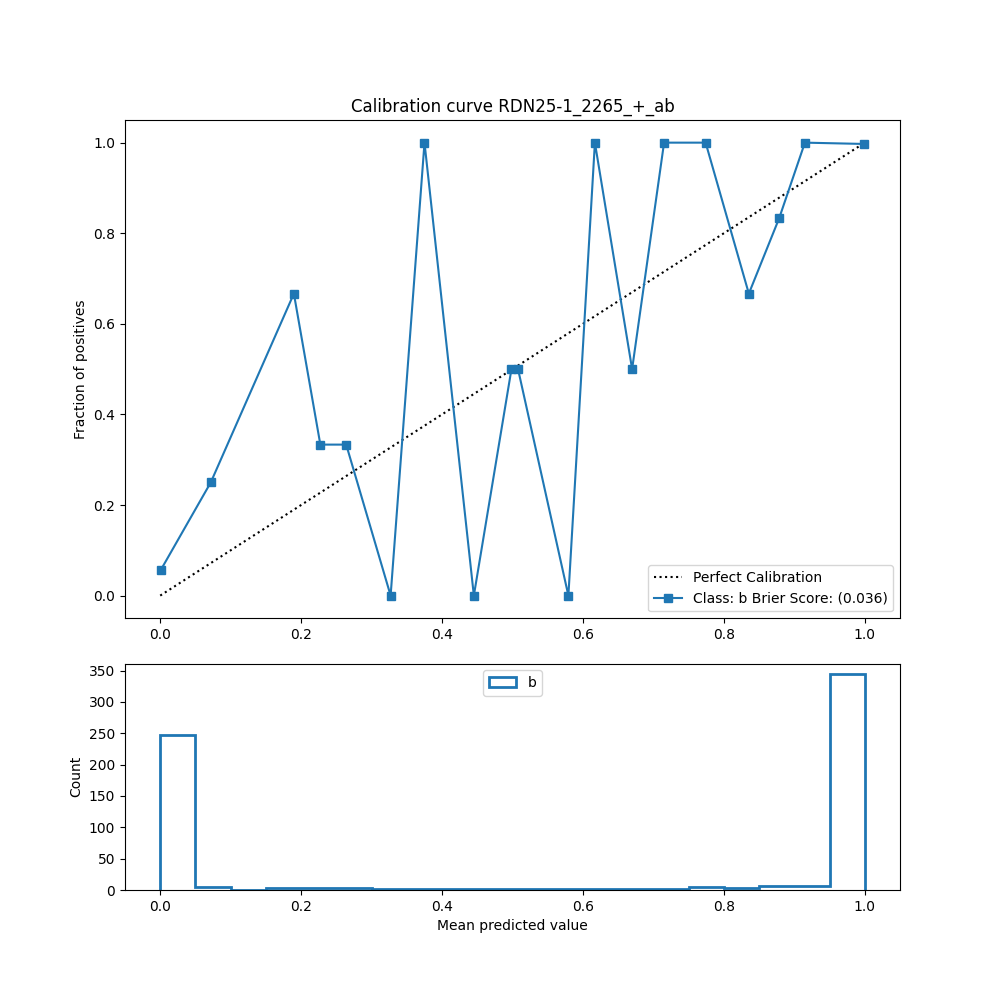 Calibration curve RDN25-1_2265_+_ab
1.0
0.8
0.6
0.4
0.2
0.0
Fraction of positives
0.0 0.2 0.4 0.6 0.8 1.0
Perfect Calibration
Class: b Brier Score: (0.036)
350
300
250
200
150
100
50
0
Count
b
0.0 0.2 0.4 0.6 0.8 1.0
Mean predicted value